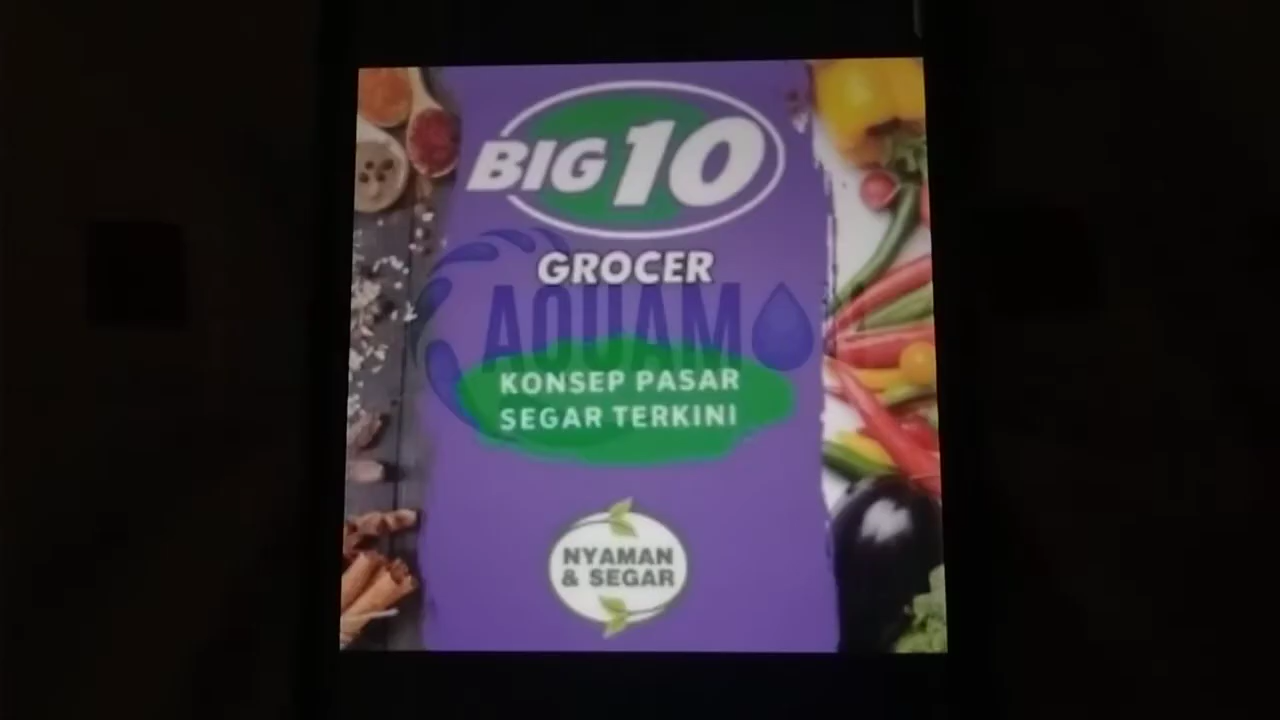 BIG 10
GROCER
AQUAM
KONSEP PASAR
SEGAR TERKINI
NYAMAN
& SEGAR